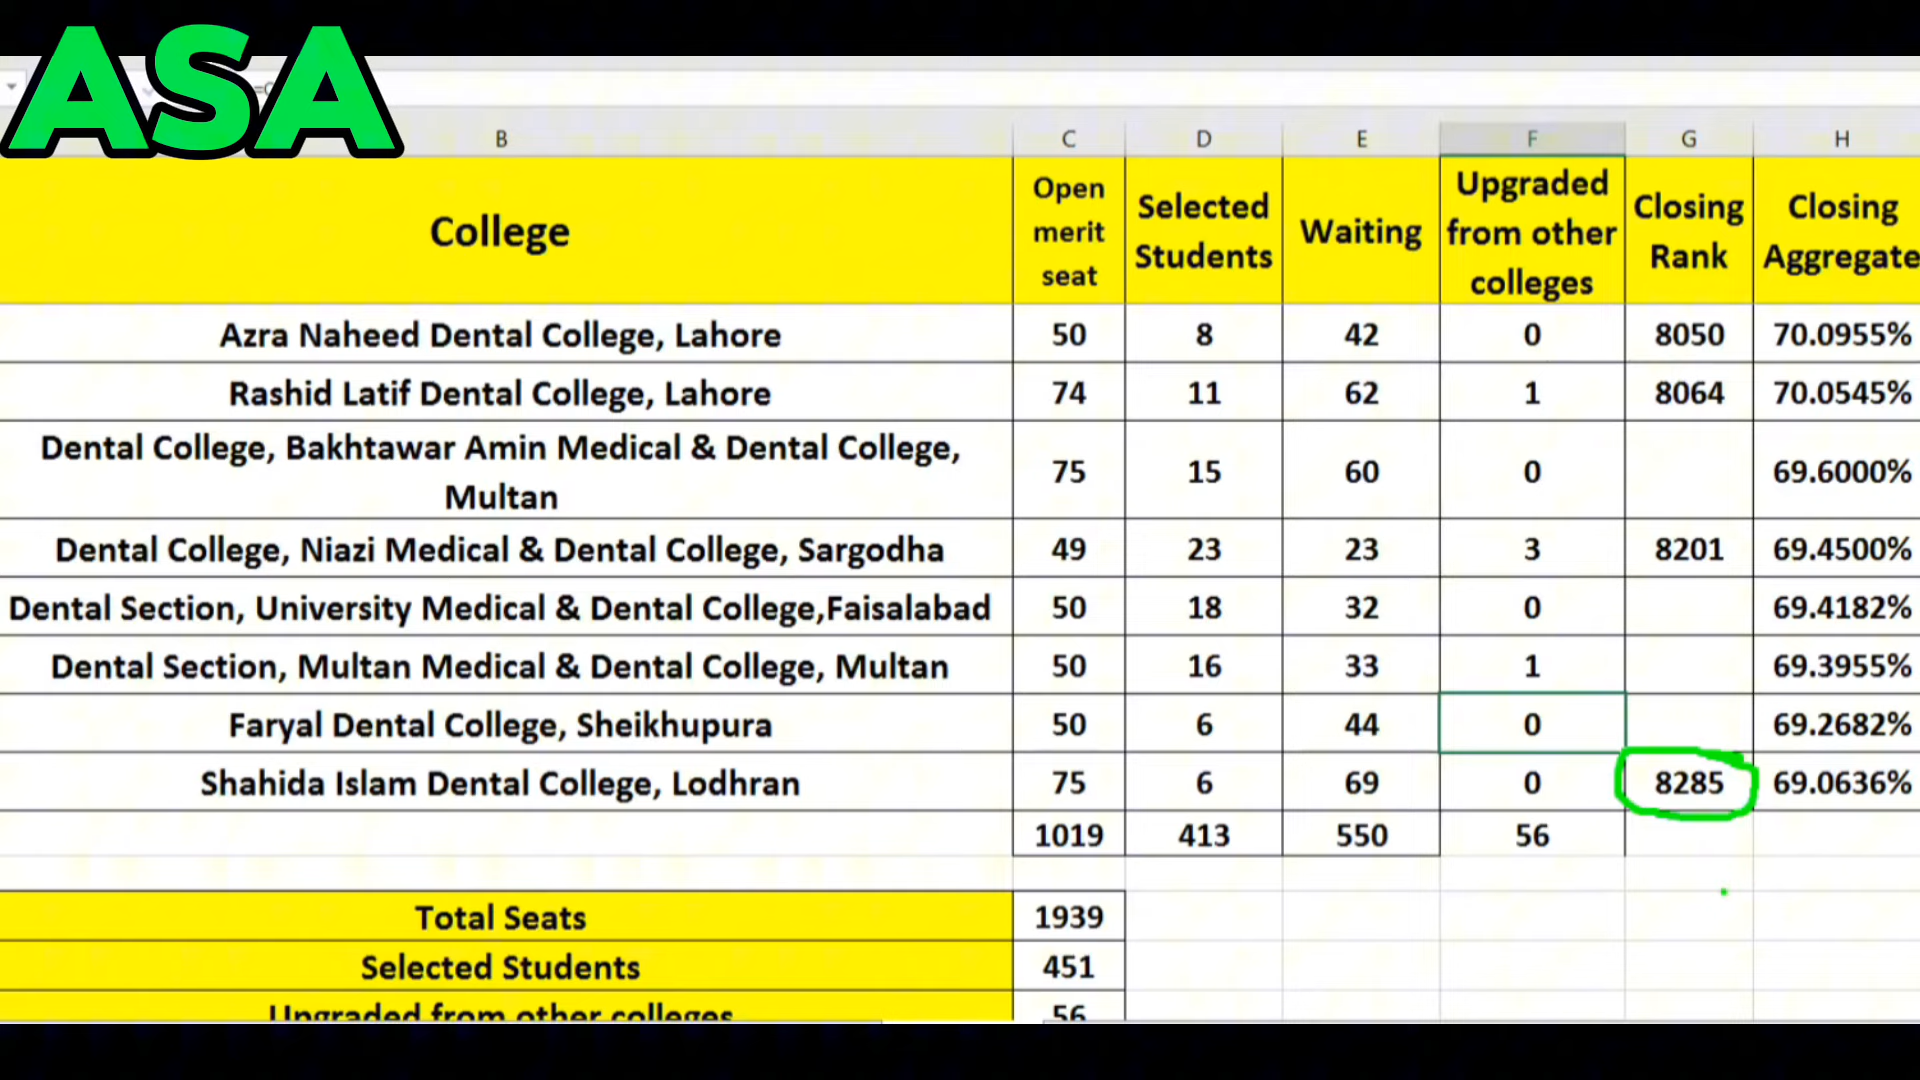 ASA
=C
B C D E F G H
College Open merit seat Selected Students Waiting Upgraded from other colleges Closing Rank Closing Aggregate
Azra Naheed Dental College, Lahore 50 8 42 0 8050 70.0955%
Rashid Latif Dental College, Lahore 74 11 62 1 8064 70.0545%
Dental College, Bakhtawar Amin Medical & Dental College, Multan 75 15 60 0 69.6000%
Dental College, Niazi Medical & Dental College, Sargodha 49 23 23 3 8201 69.4500%
Dental Section, University Medical & Dental College,Faisalabad 50 18 32 0 69.4182%
Dental Section, Multan Medical & Dental College, Multan 50 16 33 1 69.3955%
Faryal Dental College, Sheikhupura 50 6 44 0 69.2682%
Shahida Islam Dental College, Lodhran 75 6 69 0 8285 69.0636%
1019 413 550 56
Total Seats 1939
Selected Students 451
Upgraded from other colleges 56